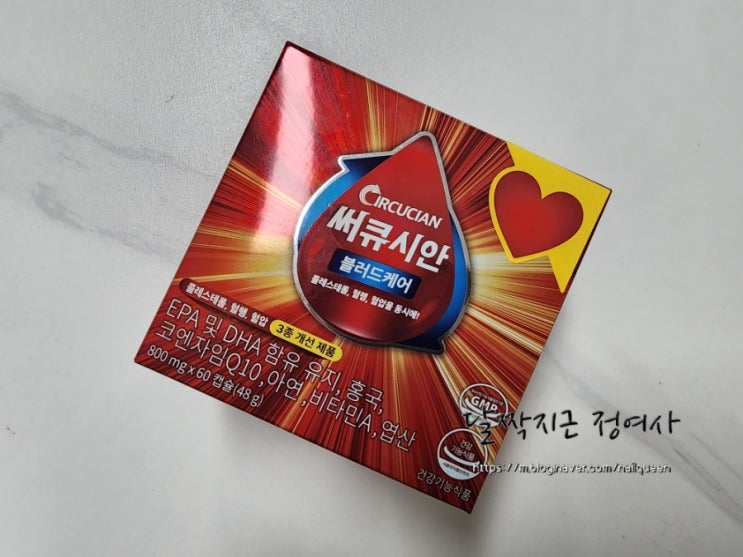 CIRCUCIAN
써큐시안
블러드케어
콜레스테롤, 혈행, 혈압을 동시에!
콜레스테롤, 혈행, 혈압 3종 개선 제품
EPA 및 DHA 함유 유지, 홍국,
코엔자임Q10, 아연, 비타민A, 엽산
800 mg x 60 캡슐(48 g)
GMP
건강
기능식품
건강기능식품
달짝지근 정여사
https://m.blog.naver.com/nailqueen